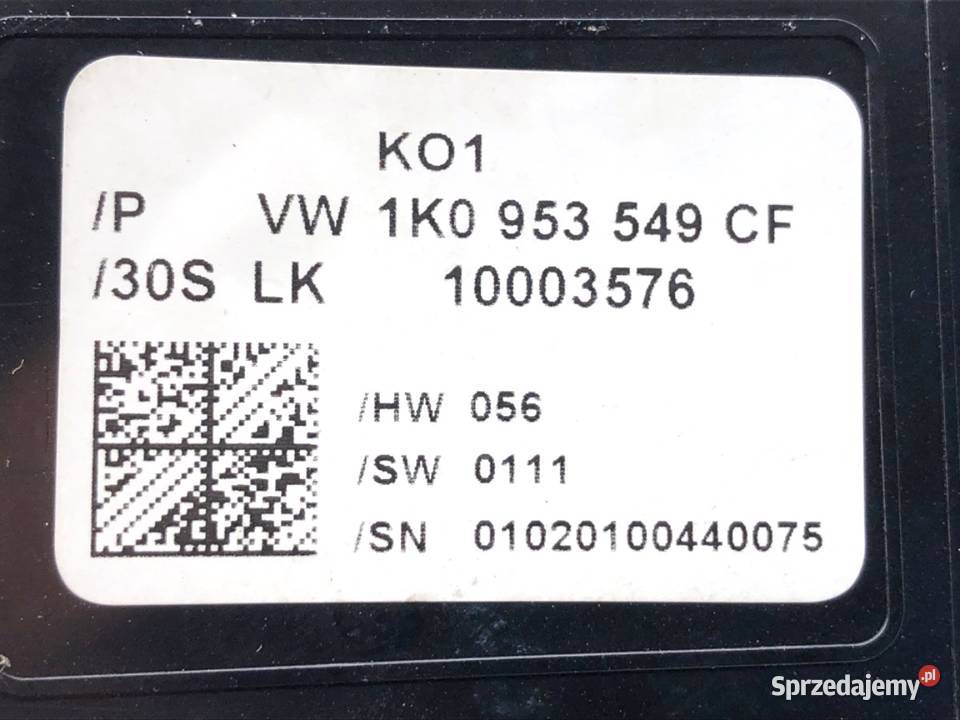 KO1
/P VW 1K0 953 549 CF
/30S LK 10003576
/HW 056
/SW 0111
/SN 01020100440075
Sprzedajemy.pl